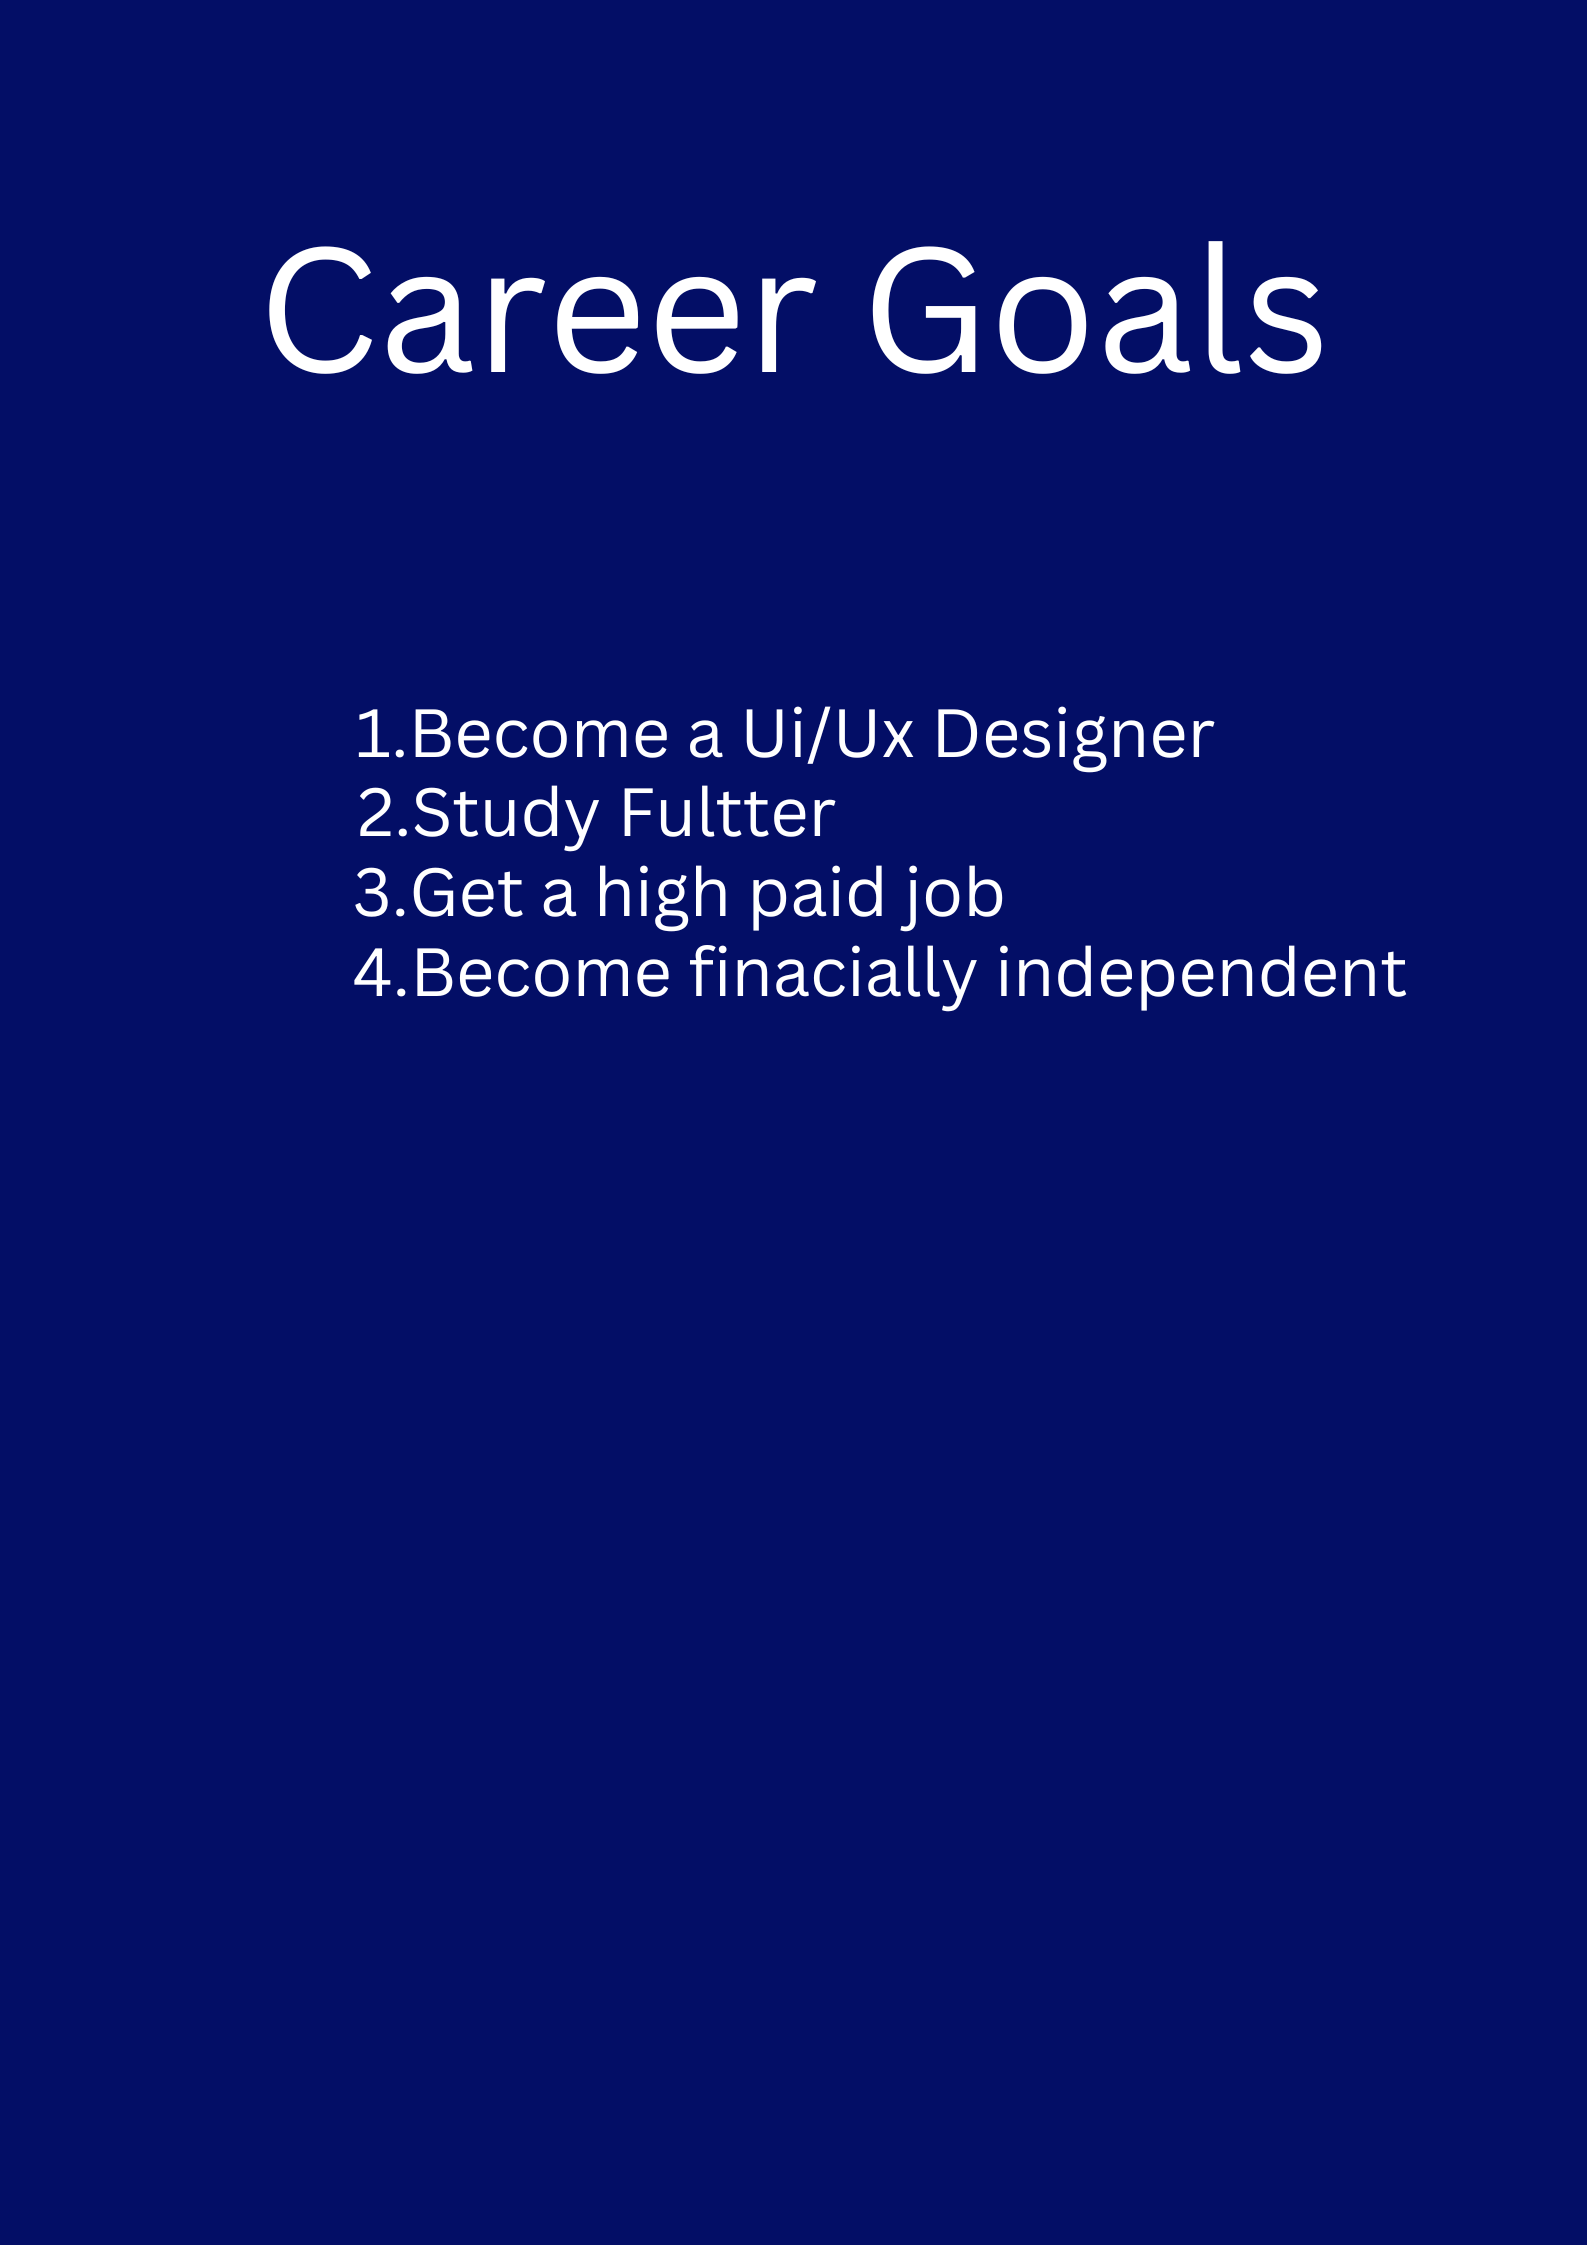 Career Goals
1.Become a Ui/Ux Designer
2.Study Fultter
3.Get a high paid job
4.Become finacially independent